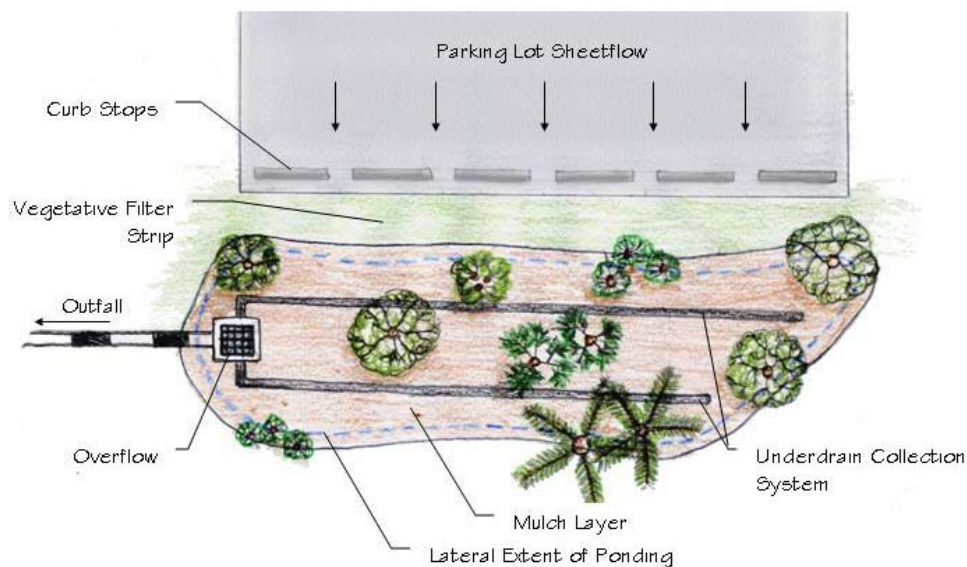 Parking Lot Sheetflow
Curb Stops
Vegetative Filter
Strip
Outfall
Overflow
Underdrain Collection
System
Mulch Layer
Lateral Extent of Ponding